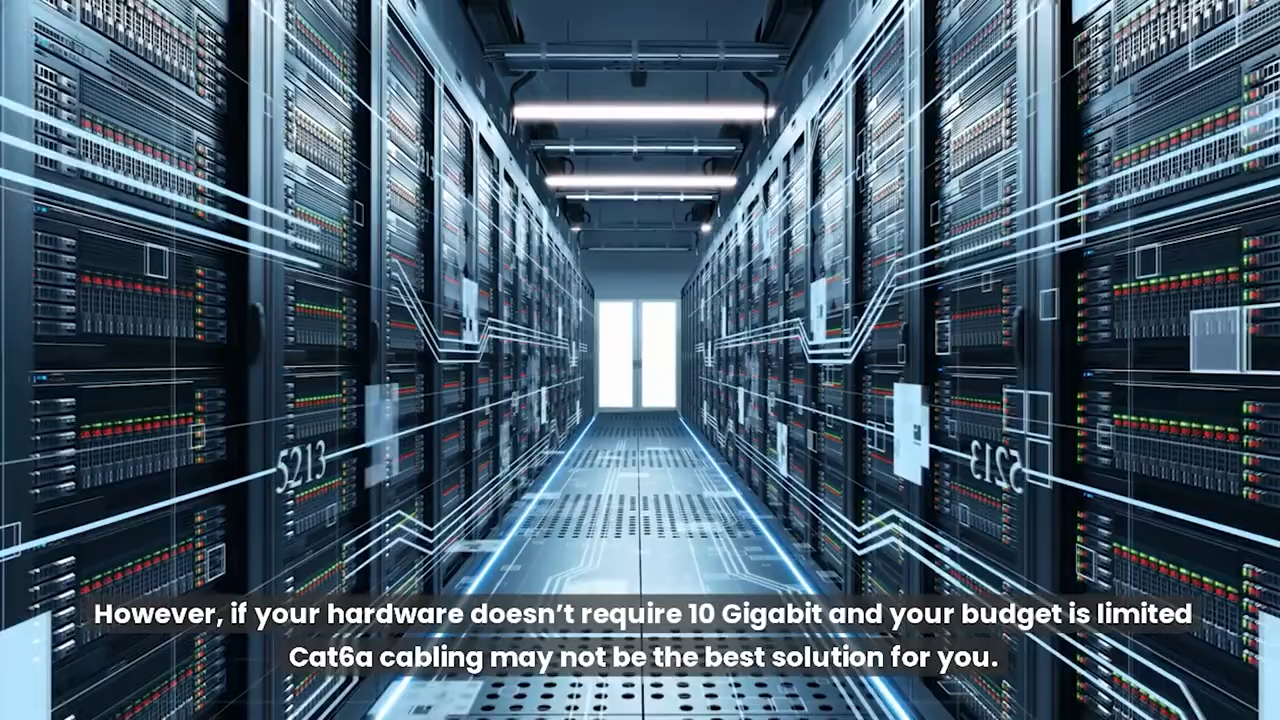 5213
5213
However, if your hardware doesn’t require 10 Gigabit and your budget is limited
Cat6a cabling may not be the best solution for you.